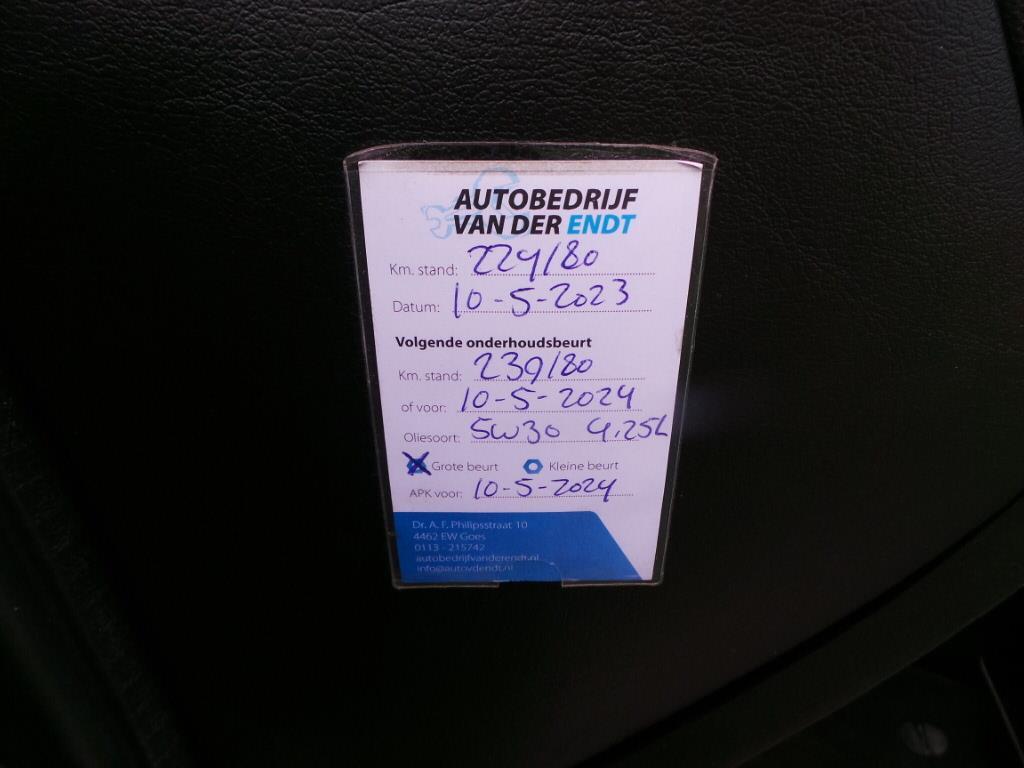 AUTOBEDRIJF
VAN DER ENDT
Km. stand: 224180
Datum: 10-5-2023
Volgende onderhoudsbeurt
Km. stand: 239180
of voor: 10-5-2024
Oliesoort: 5W30 4,25L
Grote beurt Kleine beurt
APK voor: 10-5-2024
Dr. A. F. Philipsstraat 10
4462 EW Goes
0113 - 215742
autobedrijfvanderendt.nl
info@autovdendt.nl